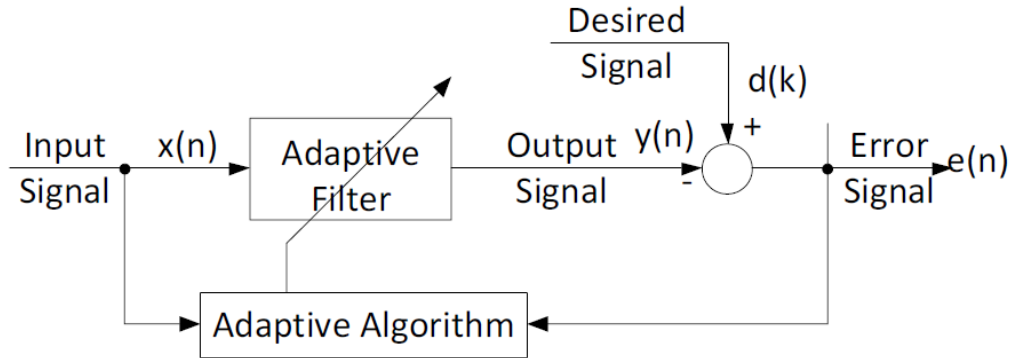 Desired
Signal
d(k)
+
Input
Signal
x(n)
Adaptive
Filter
Output
Signal
y(n)
-
Error
Signal
e(n)
Adaptive Algorithm